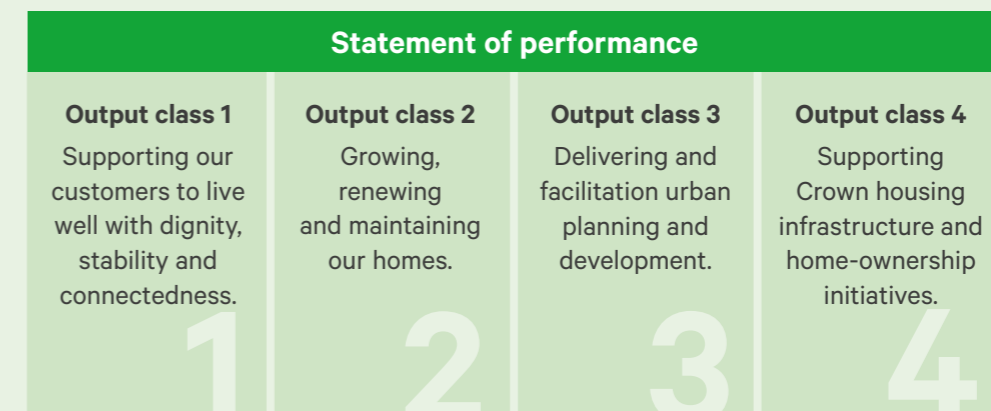 Statement of performance
Output class 1
Supporting our
customers to live
well with dignity,
stability and
connectedness.
1
Output class 2
Growing,
renewing
and maintaining
our homes.
2
Output class 3
Delivering and
facilitation urban
planning and
development.
3
Output class 4
Supporting
Crown housing
infrastructure and
home-ownership
initiatives.
4